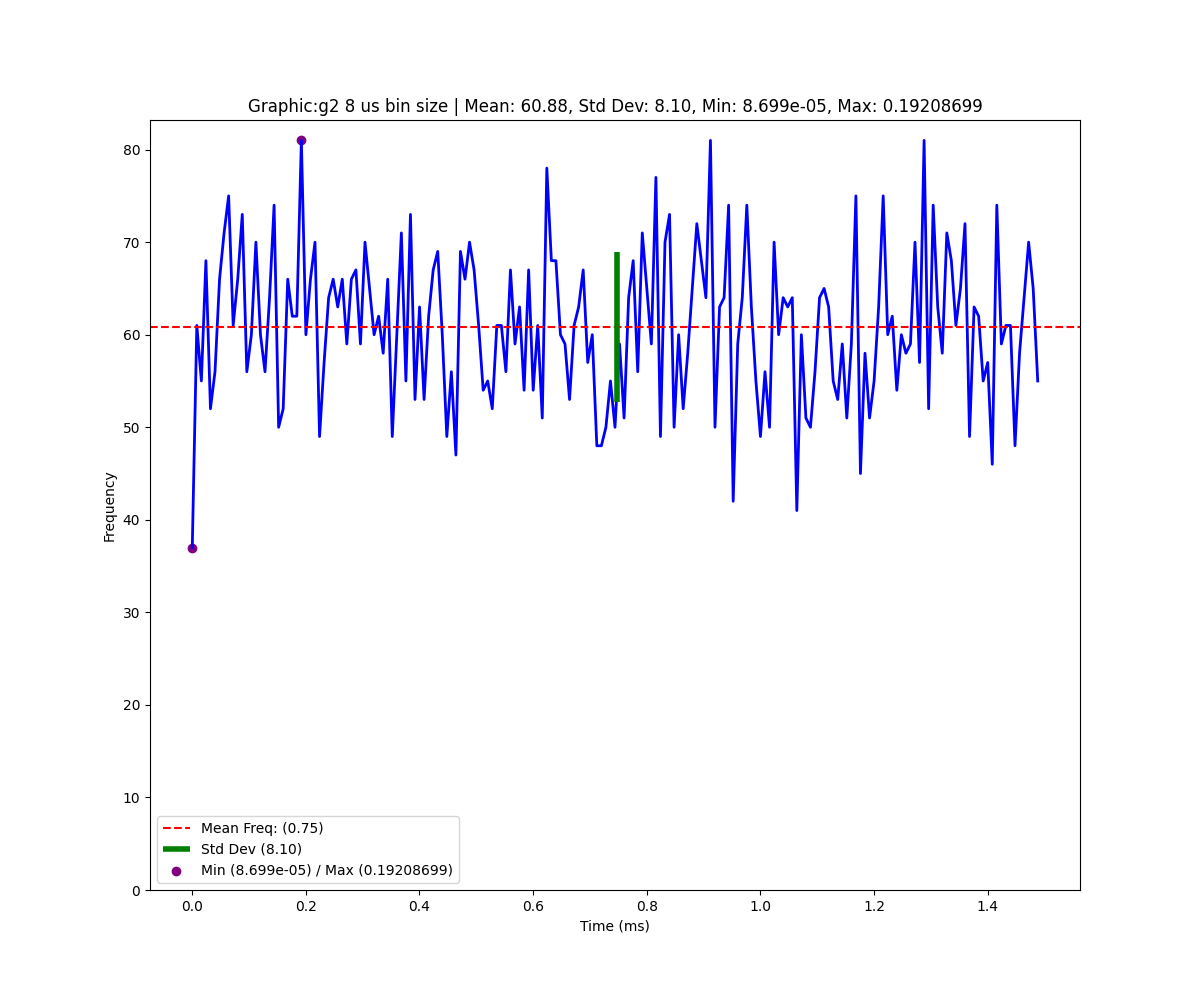 Graphic:g2 8 us bin size | Mean: 60.88, Std Dev: 8.10, Min: 8.699e-05, Max: 0.19208699
80
70
60
50
40
30
20
10
0
Frequency
Mean Freq: (0.75)
Std Dev (8.10)
Min (8.699e-05) / Max (0.19208699)
0.0 0.2 0.4 0.6 0.8 1.0 1.2 1.4
Time (ms)